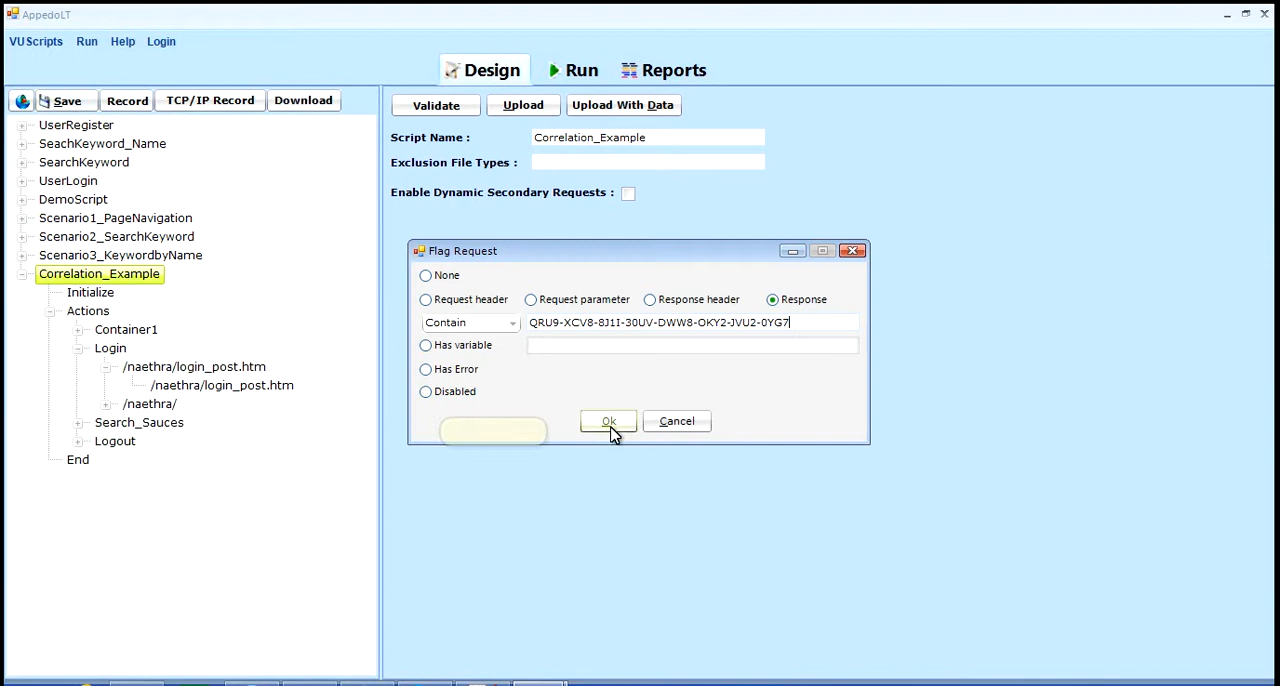 AppedoLT
VUScripts Run Help Login
Design Run Reports
Save Record TCP/IP Record Download
Validate Upload Upload With Data
UserRegister
SeachKeyword_Name
SearchKeyword
UserLogin
DemoScript
Scenario1_PageNavigation
Scenario2_SearchKeyword
Scenario3_KeywordbyName
Correlation_Example
Initialize
Actions
Container1
Login
/naethra/login_post.htm
/naethra/login_post.htm
/naethra/
Search_Sauces
Logout
End
Script Name : Correlation_Example
Exclusion File Types :
Enable Dynamic Secondary Requests :
Flag Request
None
Request header Request parameter Response header Response
Contain QRU9-XCV8-8J1I-30UV-DWW8-OKY2-JVU2-0YG7
Has variable
Has Error
Disabled
Ok Cancel